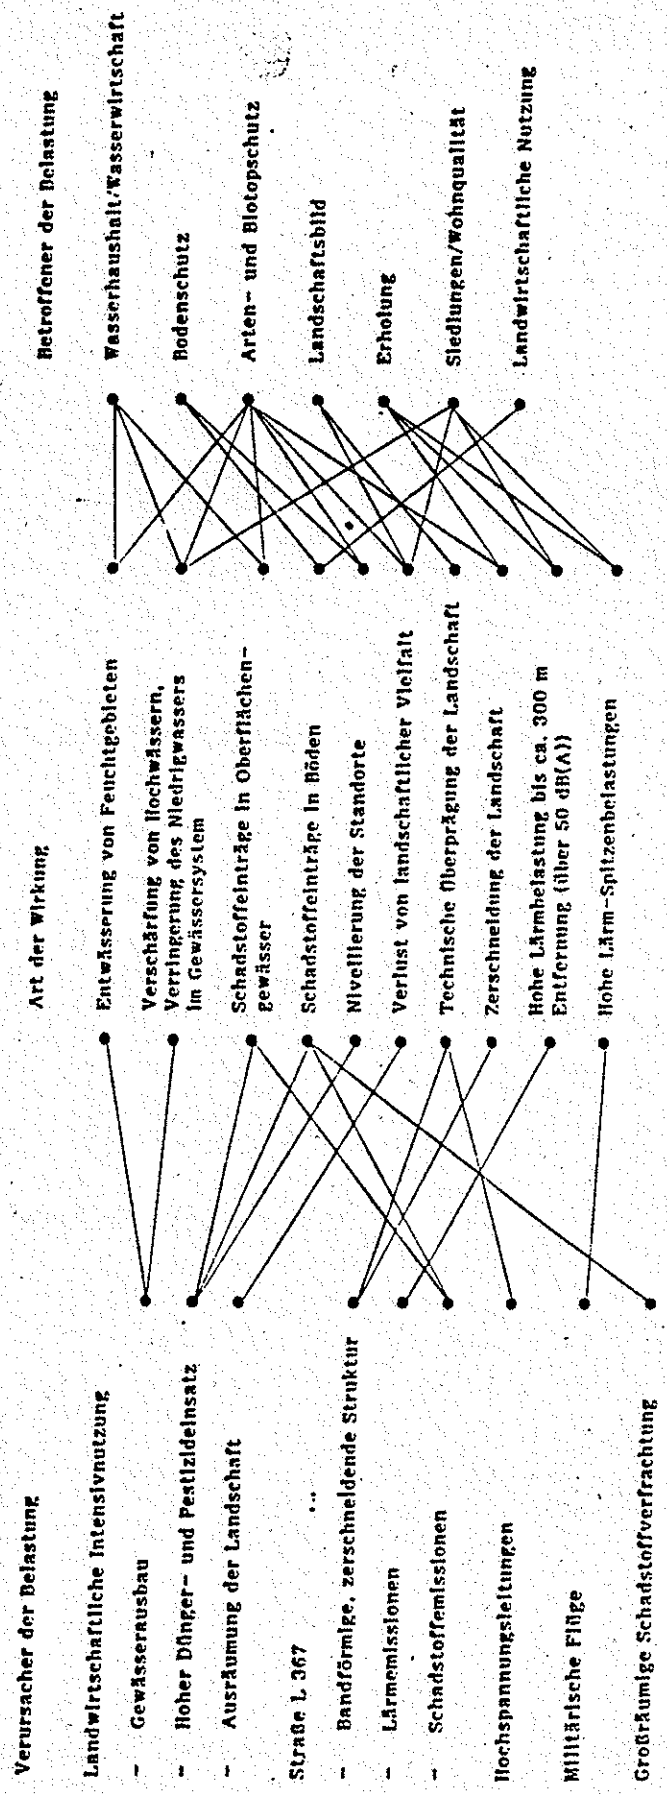 Verursacher der Belastung
Landwirtschaftliche Intensivnutzung
- Gewässerausbau
- Hoher Dünger- und Pestizideinsatz
- Ausräumung der Landschaft
Straße L 367
- Bandförmige, zerschneidende Struktur
- Lärmemissionen
- Schadstoffemissionen
Hochspannungsleitungen
Militärische Flüge
Großräumige Schadstoffverfrachtung
Art der Wirkung
Entwässerung von Feuchtgebieten
Verschärfung von Hochwässern,
Verringerung des Niedrigwassers
im Gewässersystem
Schadstoffeinträge in Oberflächen-
gewässer
Schadstoffeinträge in Böden
Nivellierung der Standorte
Verlust von landschaftlicher Vielfalt
Technische Überprägung der Landschaft
Zerschneidung der Landschaft
Hohe Lärmbelastung bis ca. 300 m
Entfernung (über 50 dB(A))
Hohe Lärm-Spitzenbelastungen
Betroffener der Belastung
Wasserhaushalt/Wasserwirtschaft
Bodenschutz
Arten- und Biotopschutz
Landschaftsbild
Erholung
Siedlungen/Wohnqualität
Landwirtschaftliche Nutzung